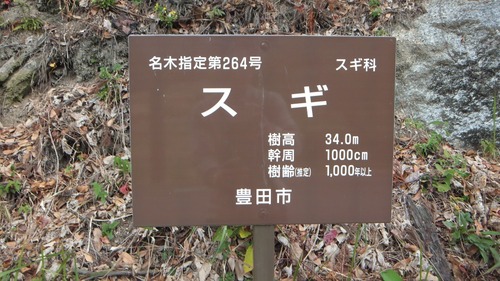 名木指定第264号 スギ科
スギ
樹高 34.0m
幹周 1000cm
樹齢(推定) 1,000年以上
豊田市